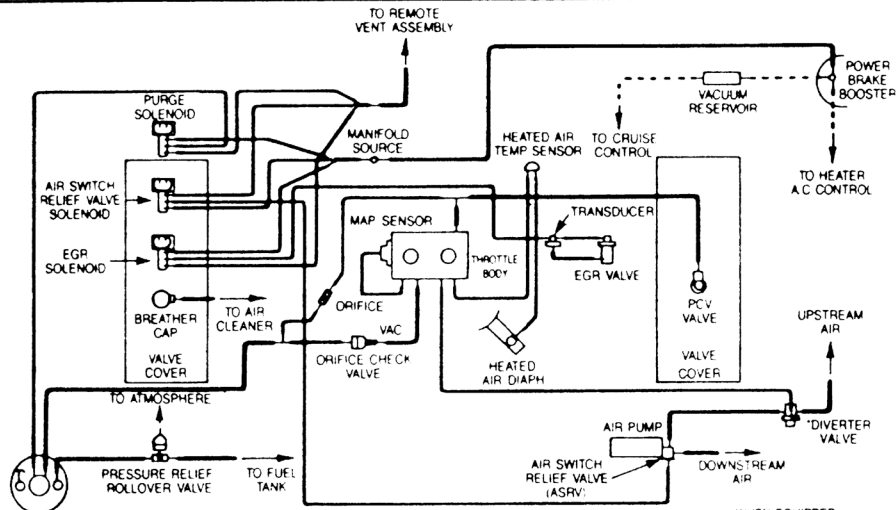 TO REMOTE
VENT ASSEMBLY
POWER
BRAKE
BOOSTER
PURGE
SOLENOID
VACUUM
RESERVOIR
MANIFOLD
SOURCE
HEATED AIR
TEMP SENSOR
TO CRUISE
CONTROL
TO HEATER
A.C CONTROL
AIR SWITCH
RELIEF VALVE
SOLENOID
MAP SENSOR
TRANSDUCER
EGR
SOLENOID
THROTTLE
BODY
EGR VALVE
ORIFICE
PCV
VALVE
BREATHER
CAP
TO AIR
CLEANER
VAC
UPSTREAM
AIR
ORIFICE CHECK
VALVE
HEATED
AIR DIAPH
VALVE
COVER
VALVE
COVER
TO ATMOSPHERE
AIR PUMP
*DIVERTER
VALVE
PRESSURE RELIEF
ROLLOVER VALVE
TO FUEL
TANK
AIR SWITCH
RELIEF VALVE
(ASRV)
DOWNSTREAM
AIR